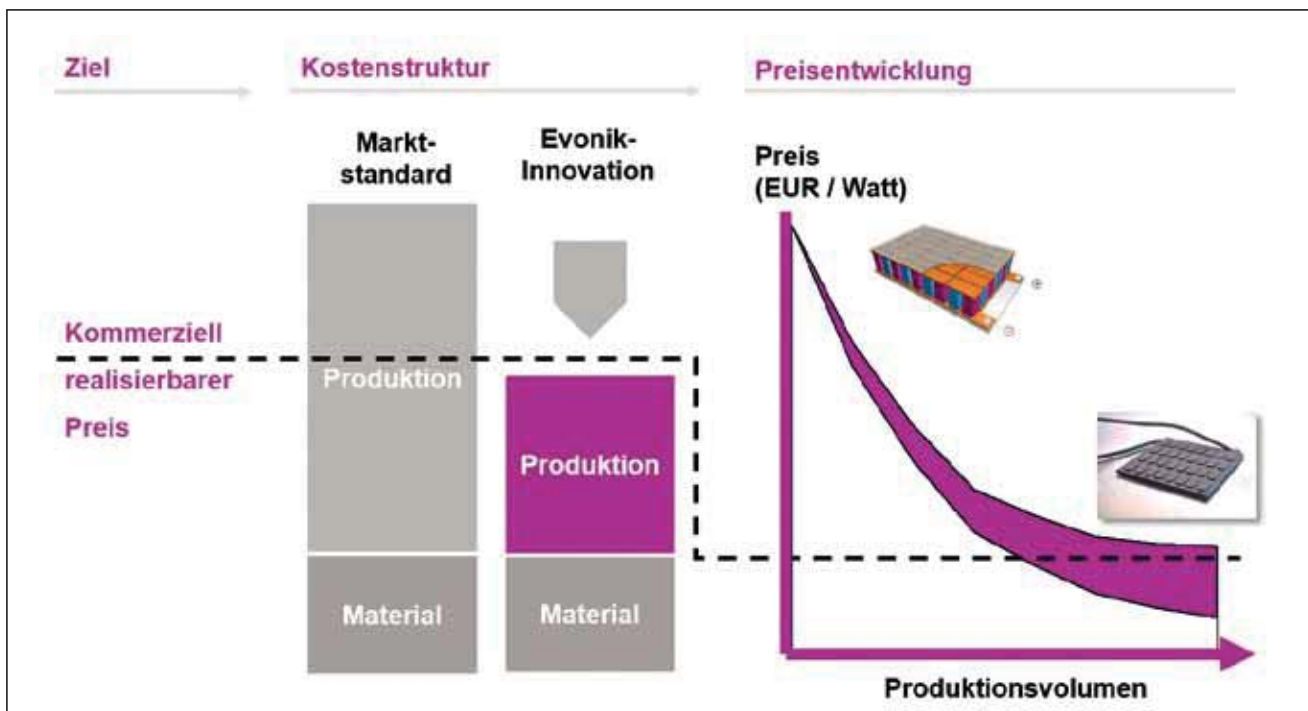 Ziel
Kostenstruktur
Preisentwicklung
Markt-
standard
Evonik-
Innovation
Preis
(EUR / Watt)
Kommerziell
realisierbarer
Preis
Produktion
Produktion
Material
Material
Produktionsvolumen